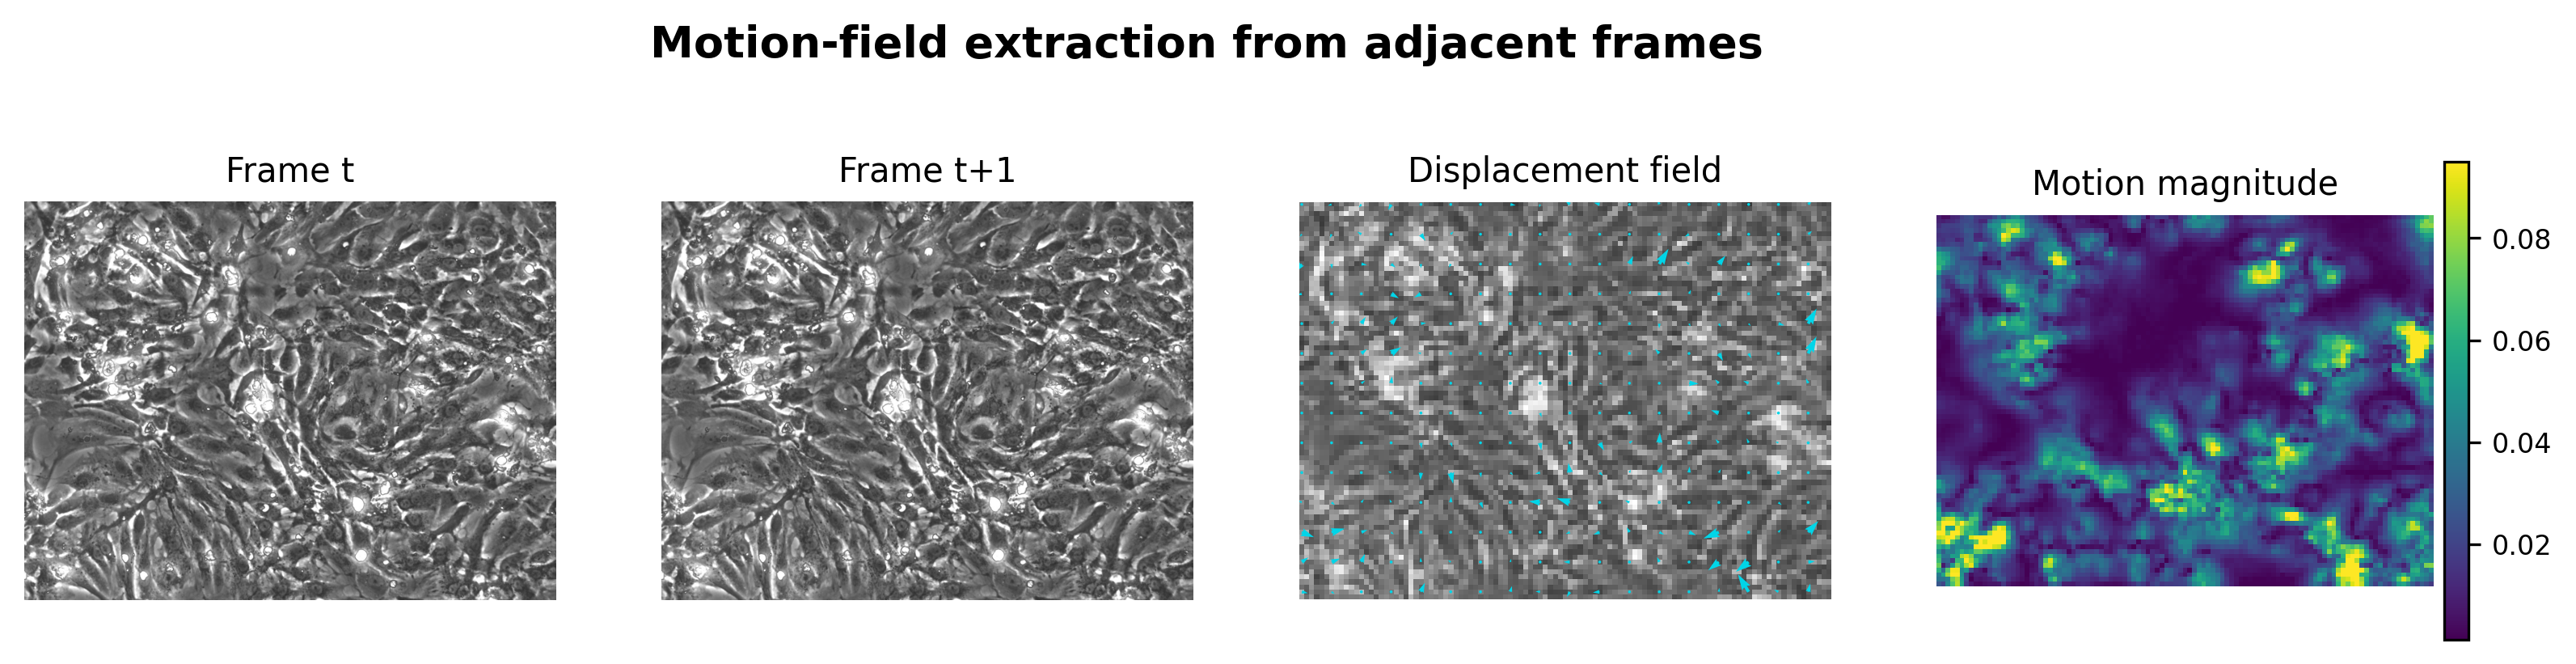 Motion-field extraction from adjacent frames
Frame t
Frame t+1
Displacement field
Motion magnitude
0.08
0.06
0.04
0.02